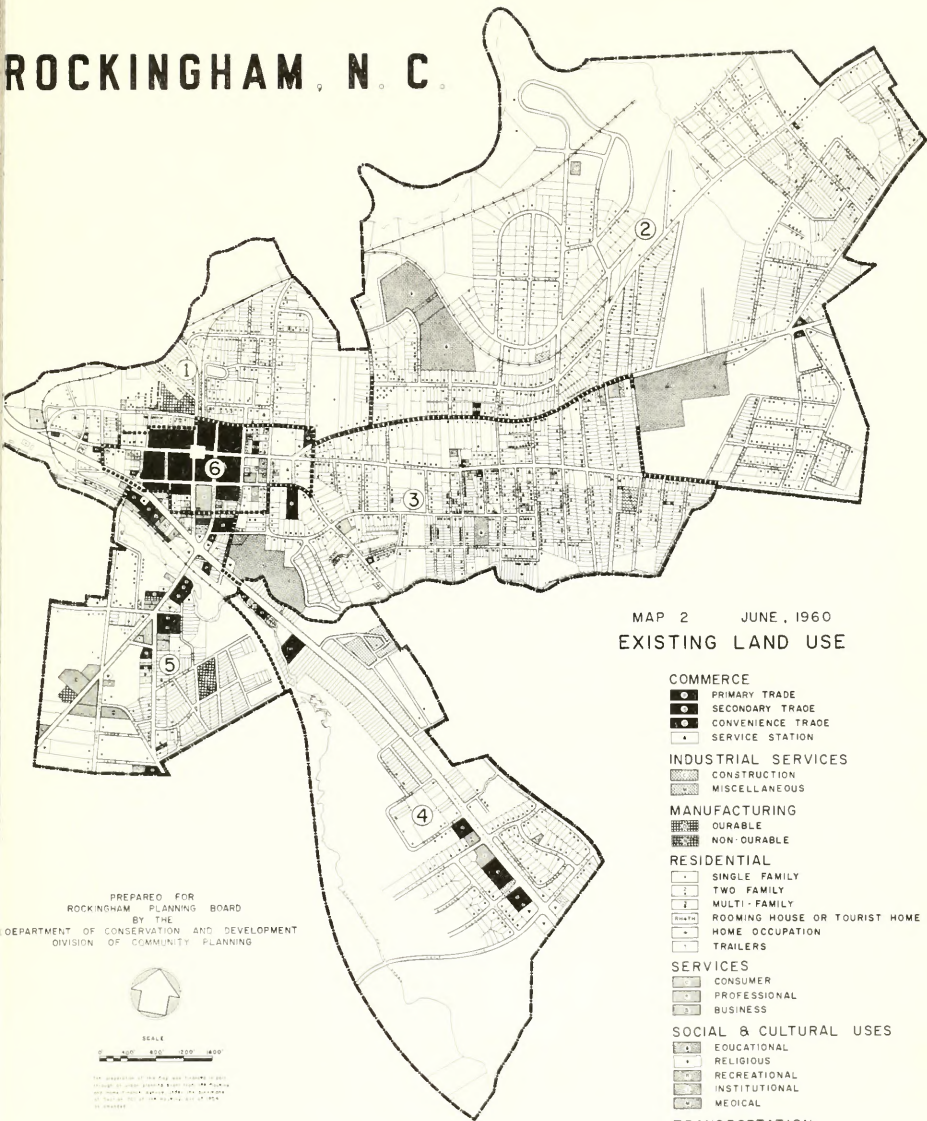 ROCKINGHAM, N. C.
1
2
3
4
5
6
MAP 2 JUNE, 1960
EXISTING LAND USE
COMMERCE
PRIMARY TRADE
SECONDARY TRADE
CONVENIENCE TRADE
SERVICE STATION
INDUSTRIAL SERVICES
CONSTRUCTION
MISCELLANEOUS
MANUFACTURING
DURABLE
NON-DURABLE
RESIDENTIAL
SINGLE FAMILY
TWO FAMILY
MULTI-FAMILY
ROOMING HOUSE OR TOURIST HOME
HOME OCCUPATION
TRAILERS
SERVICES
CONSUMER
PROFESSIONAL
BUSINESS
SOCIAL & CULTURAL USES
EDUCATIONAL
RELIGIOUS
RECREATIONAL
INSTITUTIONAL
MEDICAL
PREPARED FOR
ROCKINGHAM PLANNING BOARD
BY THE
DEPARTMENT OF CONSERVATION AND DEVELOPMENT
DIVISION OF COMMUNITY PLANNING
SCALE
0 400' 800' 1200' 1600'